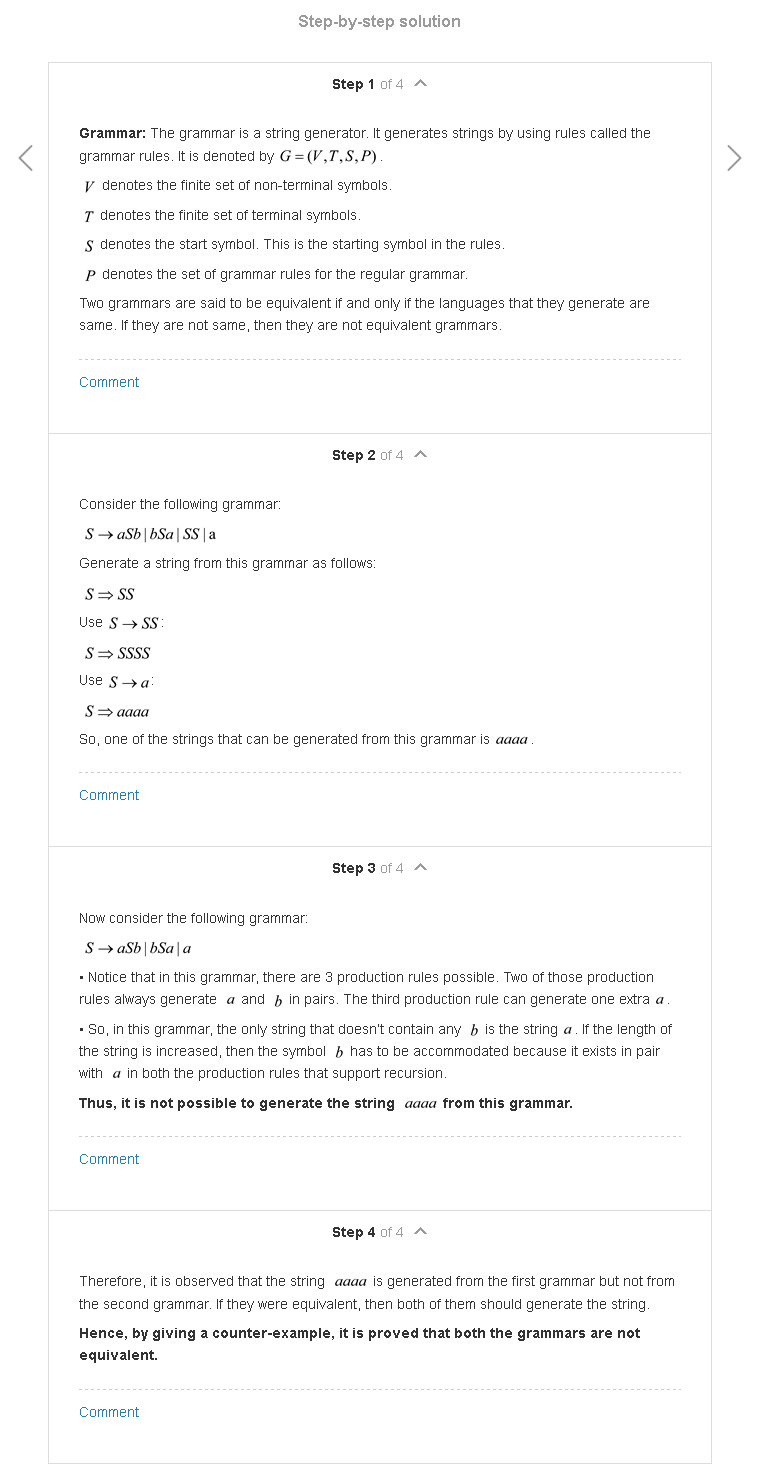 Step-by-step solution
Step 1 of 4
Grammar: The grammar is a string generator. It generates strings by using rules called the
grammar rules. It is denoted by G = (V,T,S,P).
V denotes the finite set of non-terminal symbols.
T denotes the finite set of terminal symbols.
S denotes the start symbol. This is the starting symbol in the rules.
P denotes the set of grammar rules for the regular grammar.
Two grammars are said to be equivalent if and only if the languages that they generate are
same. If they are not same, then they are not equivalent grammars.
Comment
Step 2 of 4
Consider the following grammar:
S → aSb | bSa | SS | a
Generate a string from this grammar as follows:
S ⇒ SS
Use S → SS:
S ⇒ SSSS
Use S → a:
S ⇒ aaaa
So, one of the strings that can be generated from this grammar is aaaa.
Comment
Step 3 of 4
Now consider the following grammar:
S → aSb | bSa | a
• Notice that in this grammar, there are 3 production rules possible. Two of those production
rules always generate a and b in pairs. The third production rule can generate one extra a.
• So, in this grammar, the only string that doesn't contain any b is the string a. If the length of
the string is increased, then the symbol b has to be accommodated because it exists in pair
with a in both the production rules that support recursion.
Thus, it is not possible to generate the string aaaa from this grammar.
Comment
Step 4 of 4
Therefore, it is observed that the string aaaa is generated from the first grammar but not from
the second grammar. If they were equivalent, then both of them should generate the string.
Hence, by giving a counter-example, it is proved that both the grammars are not
equivalent.
Comment